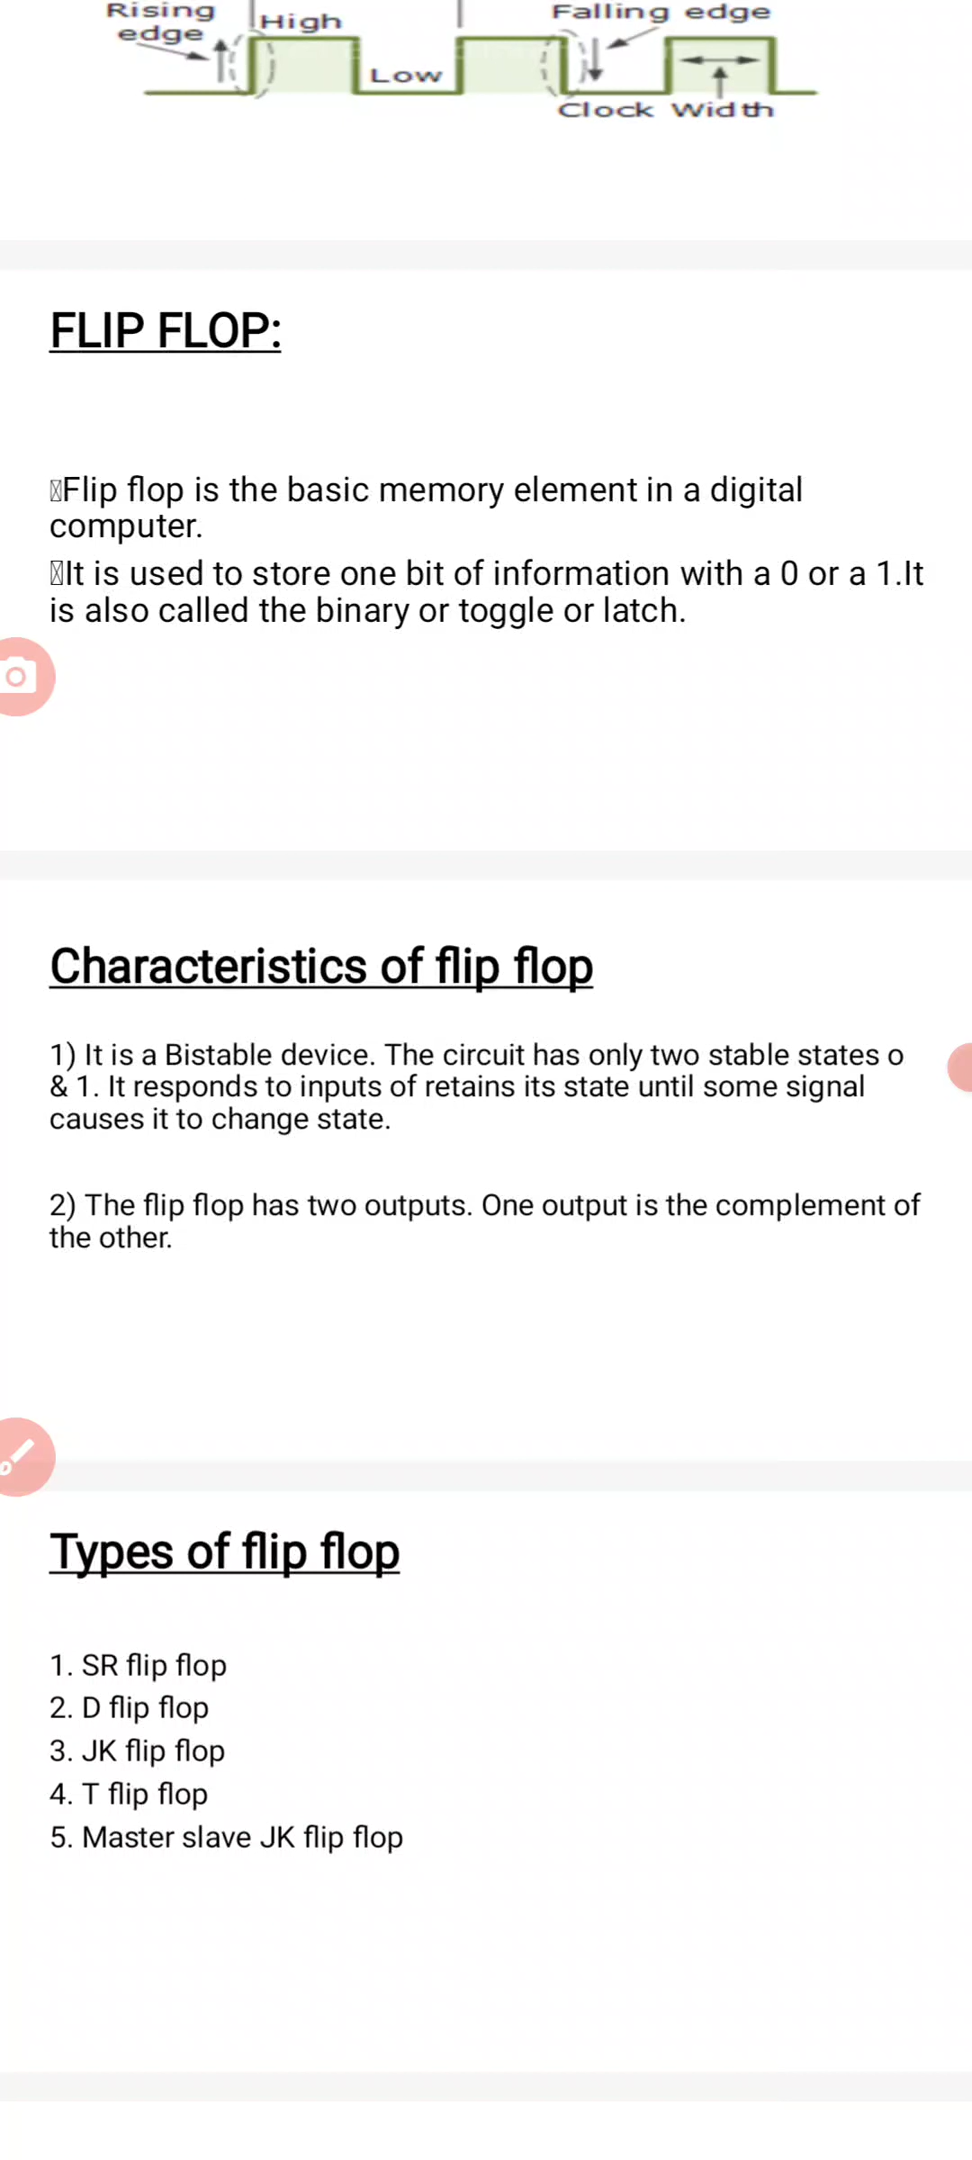 Rising
edge
High
Falling edge
Low
Clock Width
FLIP FLOP:
Flip flop is the basic memory element in a digital
computer.
It is used to store one bit of information with a 0 or a 1.It
is also called the binary or toggle or latch.
Characteristics of flip flop
1) It is a Bistable device. The circuit has only two stable states o
& 1. It responds to inputs of retains its state until some signal
causes it to change state.
2) The flip flop has two outputs. One output is the complement of
the other.
Types of flip flop
1. SR flip flop
2. D flip flop
3. JK flip flop
4. T flip flop
5. Master slave JK flip flop